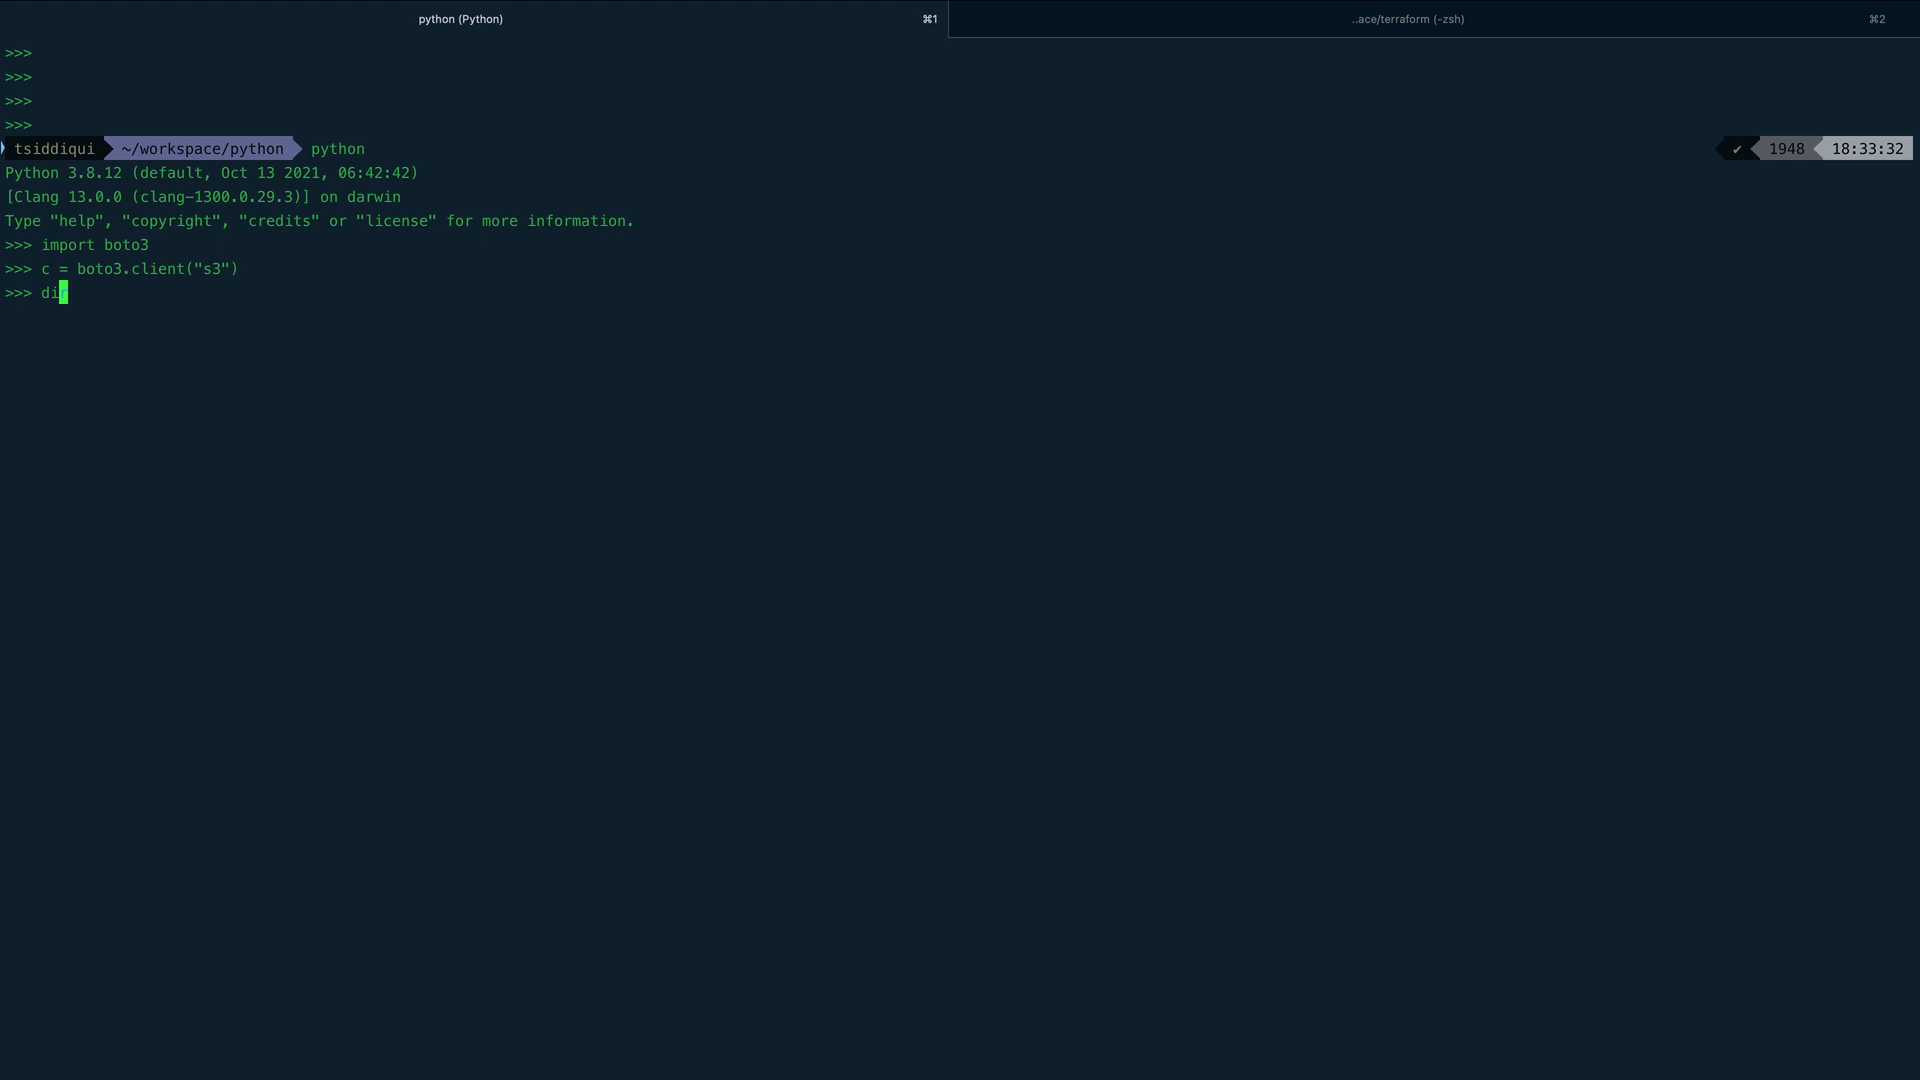 python (Python) ⌘1 ..ace/terraform (-zsh) ⌘2
>>>
>>>
>>>
>>>
tsiddiqui ~/workspace/python python ✔ 1948 18:33:32
Python 3.8.12 (default, Oct 13 2021, 06:42:42)
[Clang 13.0.0 (clang-1300.0.29.3)] on darwin
Type "help", "copyright", "credits" or "license" for more information.
>>> import boto3
>>> c = boto3.client("s3")
>>> dir